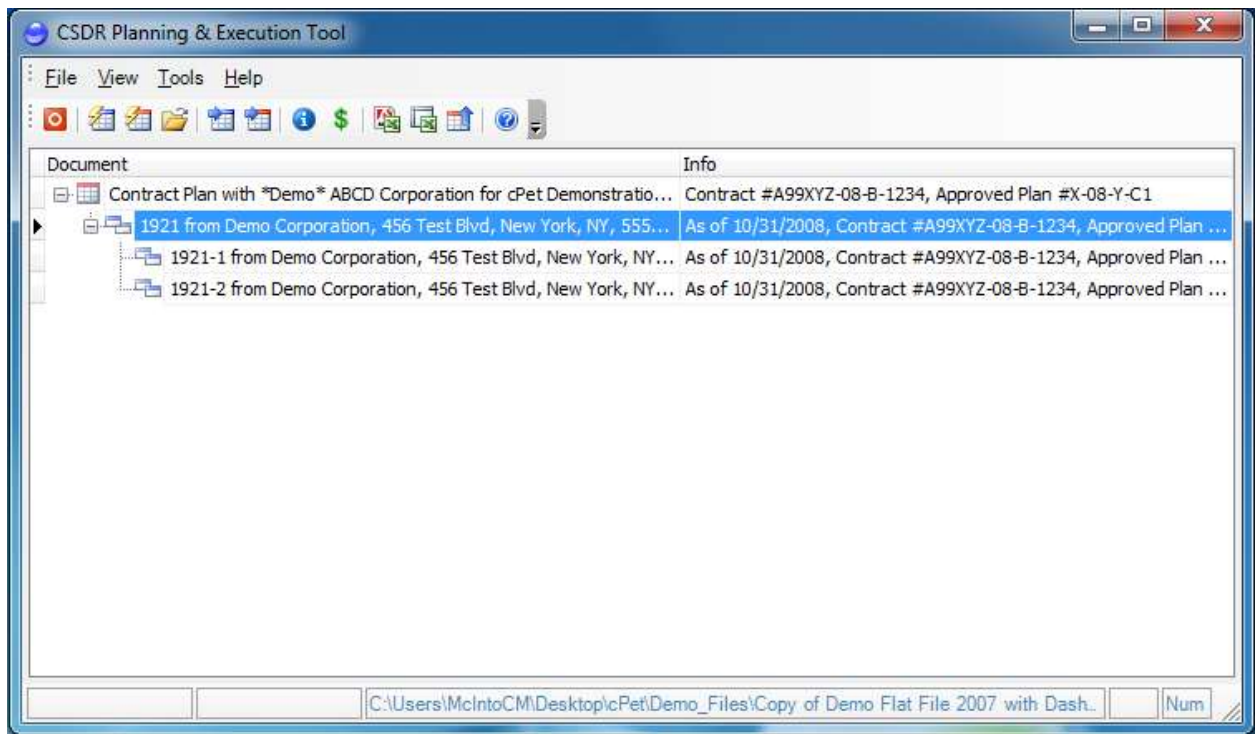 CSDR Planning & Execution Tool
File View Tools Help
Document Info
Contract Plan with *Demo* ABCD Corporation for cPet Demonstratio... Contract #A99XYZ-08-B-1234, Approved Plan #X-08-Y-C1
1921 from Demo Corporation, 456 Test Blvd, New York, NY, 555... As of 10/31/2008, Contract #A99XYZ-08-B-1234, Approved Plan ...
1921-1 from Demo Corporation, 456 Test Blvd, New York, NY... As of 10/31/2008, Contract #A99XYZ-08-B-1234, Approved Plan ...
1921-2 from Demo Corporation, 456 Test Blvd, New York, NY... As of 10/31/2008, Contract #A99XYZ-08-B-1234, Approved Plan ...
C:\Users\McIntoCM\Desktop\cPet\Demo_Files\Copy of Demo Flat File 2007 with Dash.. Num